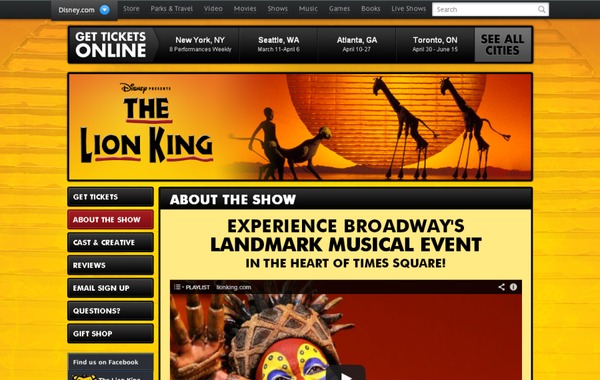 Disney.com
Store Parks & Travel Video Movies Shows Music Games Books Live Shows Search
GET TICKETS
ONLINE
New York, NY
8 Performances Weekly
Seattle, WA
March 11-April 6
Atlanta, GA
April 10-27
Toronto, ON
April 30 - June 15
SEE ALL
CITIES
Disney PRESENTS
THE
LION KING
GET TICKETS
ABOUT THE SHOW
CAST & CREATIVE
REVIEWS
EMAIL SIGN UP
QUESTIONS?
GIFT SHOP
Find us on Facebook
The Lion King
ABOUT THE SHOW
EXPERIENCE BROADWAY'S
LANDMARK MUSICAL EVENT
IN THE HEART OF TIMES SQUARE!
PLAYLIST lionking.com